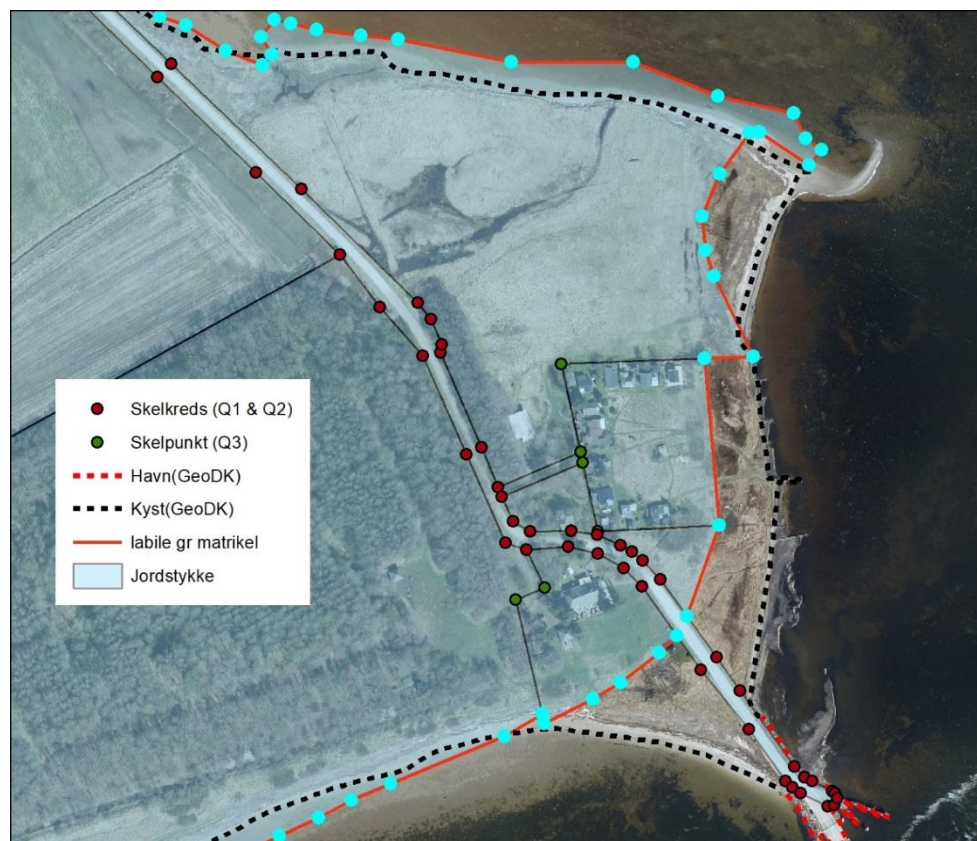 Skelkreds (Q1 & Q2)
Skelpunkt (Q3)
Havn(GeoDK)
Kyst(GeoDK)
labile gr matrikel
Jordstykke